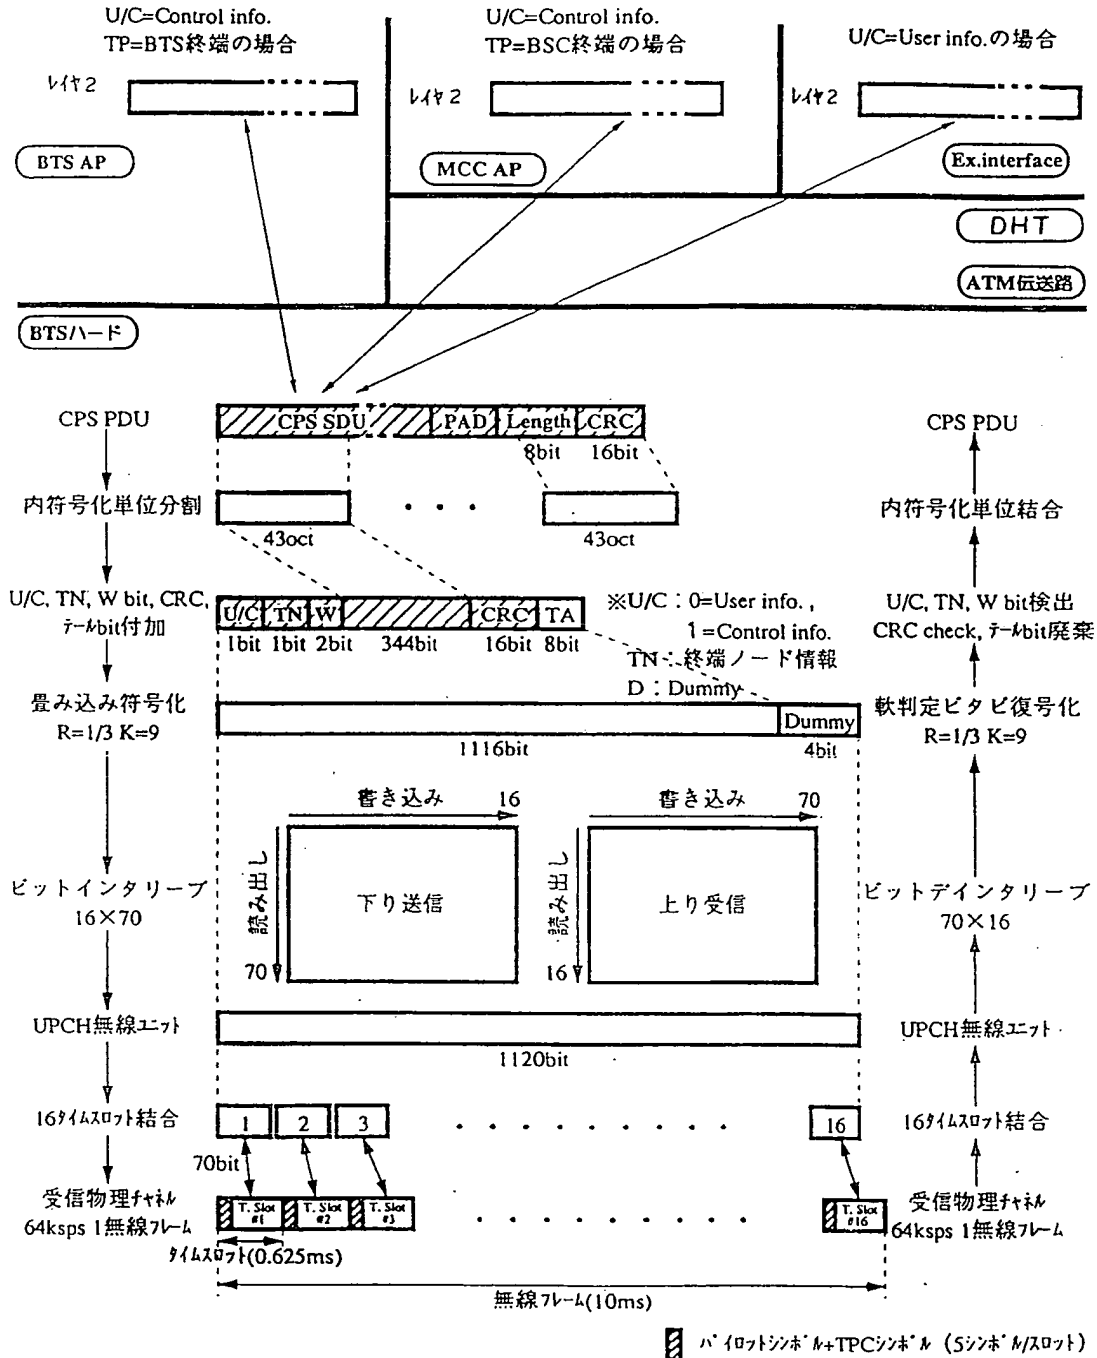 U/C=Control info.
TP=BTS終端の場合
U/C=Control info.
TP=BSC終端の場合
U/C=User info.の場合
レイヤ2
レイヤ2
レイヤ2
BTS AP
MCC AP
Ex.interface
DHT
ATM伝送路
BTSハード
CPS PDU
CPS SDU
PAD
Length
CRC
CPS PDU
8bit
16bit
内符号化単位分割
内符号化単位結合
43oct
43oct
U/C, TN, W bit, CRC,
テールbit付加
U/C
TN
W
CRC
TA
1bit
1bit
2bit
344bit
16bit
8bit
※U/C:0=User info.,
1=Control info.
TN:終端ノード情報
D:Dummy
U/C, TN, W bit検出
CRC check, テールbit廃棄
畳み込み符号化
R=1/3 K=9
Dummy
1116bit
4bit
軟判定ビタビ復号化
R=1/3 K=9
書き込み
16
読み出し
70
下り送信
書き込み
70
読み出し
16
上り受信
ビットインタリーブ
16×70
ビットデインタリーブ
70×16
UPCH無線ユニット
1120bit
UPCH無線ユニット
16タイムスロット結合
1
2
3
16
16タイムスロット結合
70bit
受信物理チャネル
64ksps 1無線フレーム
T. Slot
#1
T. Slot
#2
T. Slot
#3
T. Slot
#16
受信物理チャネル
64ksps 1無線フレーム
タイムスロット(0.625ms)
無線フレーム(10ms)
パイロットシンボル+TPCシンボル (5シンボル/スロット)